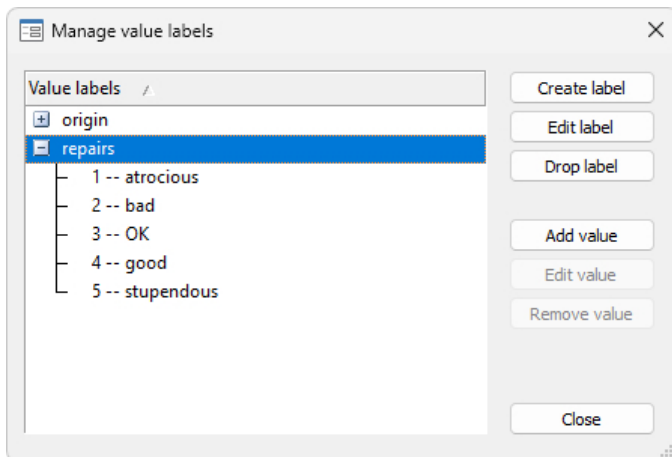 Manage value labels
Value labels
Create label
origin
Edit label
repairs
Drop label
1 -- atrocious
2 -- bad
3 -- OK
Add value
4 -- good
Edit value
5 -- stupendous
Remove value
Close